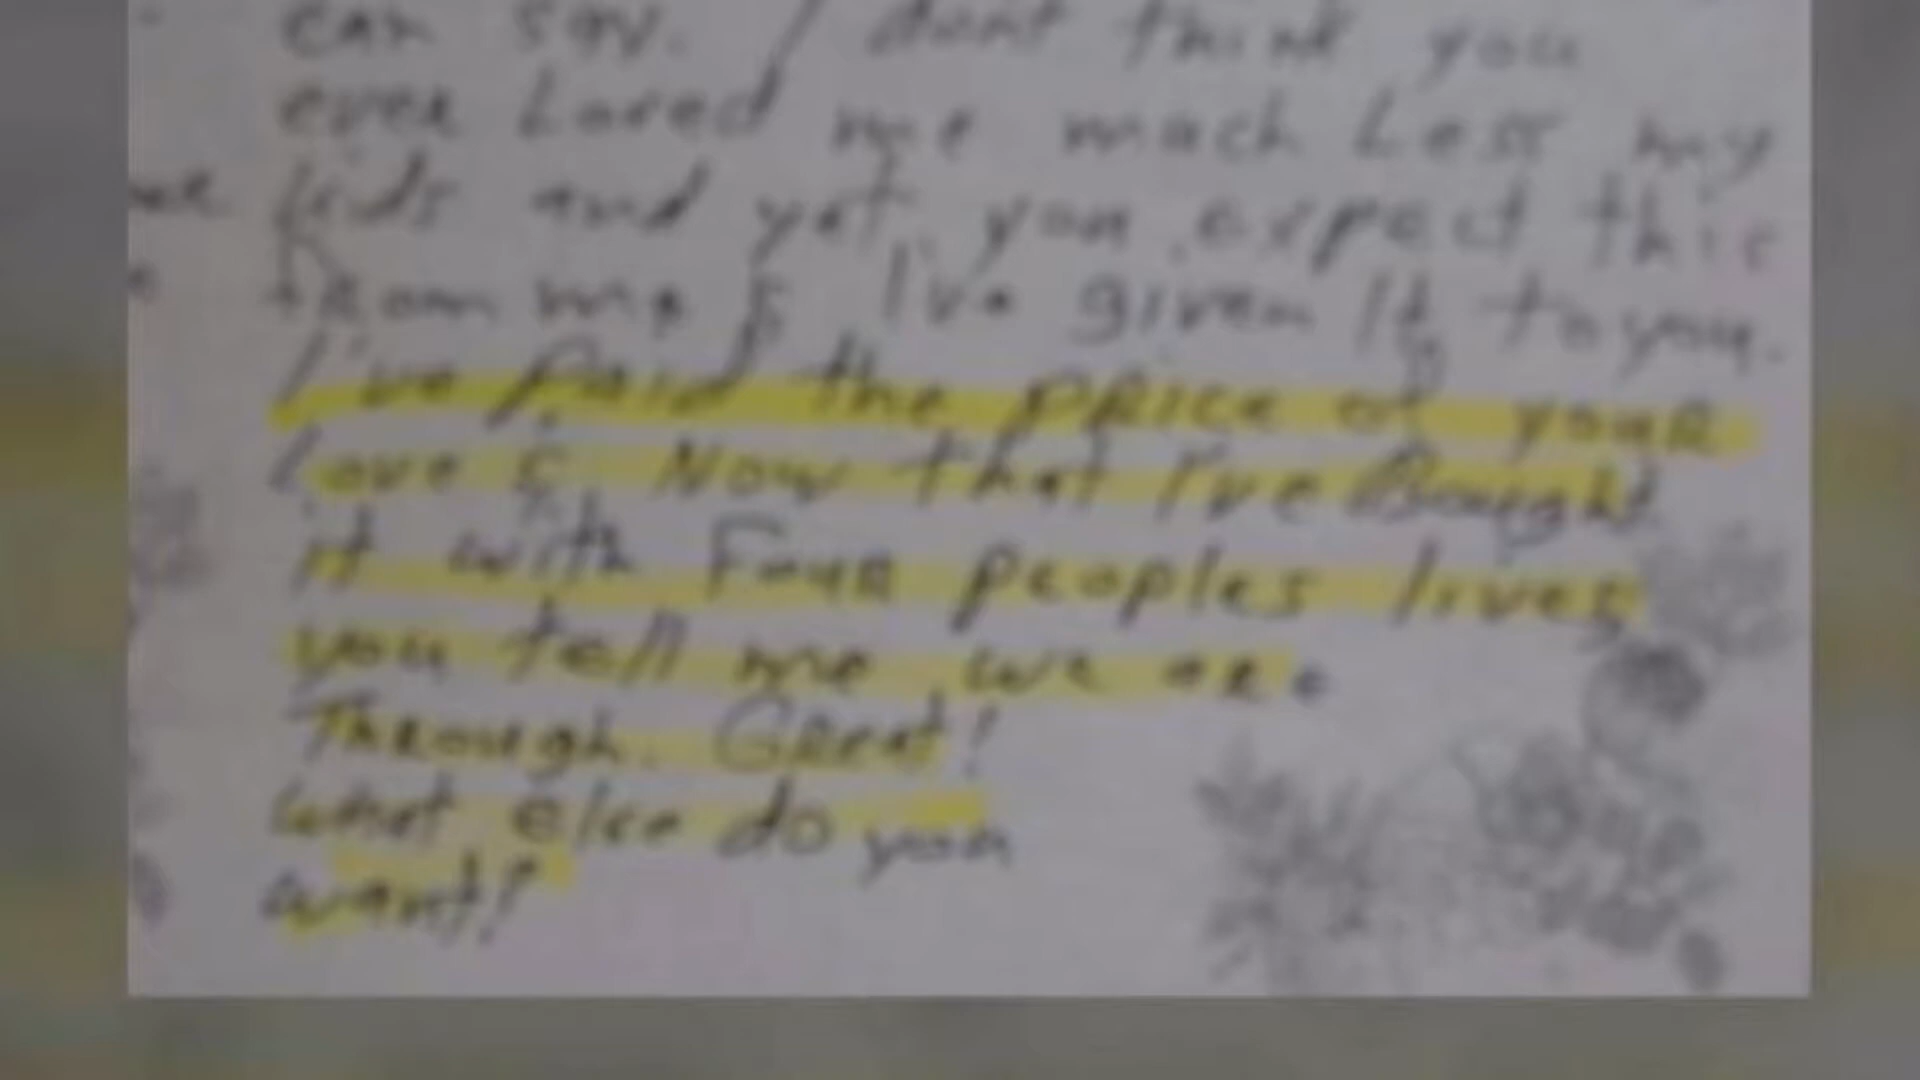 can say. I dont think you
ever Loved me much Less my
kids and yet you expect this
from me & I've given It to you.
I've paid the price of your
Love & Now that I've Bought
it with Four peoples lives
you tell me we are
Through. Great!
What else do you
want!